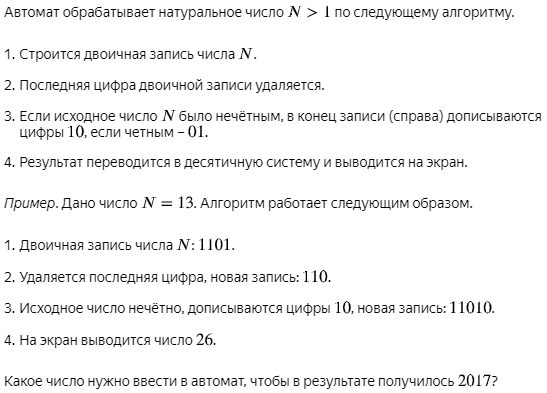 Автомат обрабатывает натуральное число N > 1 по следующему алгоритму.
1. Строится двоичная запись числа N.
2. Последняя цифра двоичной записи удаляется.
3. Если исходное число N было нечётным, в конец записи (справа) дописываются
цифры 10, если четным – 01.
4. Результат переводится в десятичную систему и выводится на экран.
Пример. Дано число N = 13. Алгоритм работает следующим образом.
1. Двоичная запись числа N: 1101.
2. Удаляется последняя цифра, новая запись: 110.
3. Исходное число нечётно, дописываются цифры 10, новая запись: 11010.
4. На экран выводится число 26.
Какое число нужно ввести в автомат, чтобы в результате получилось 2017?